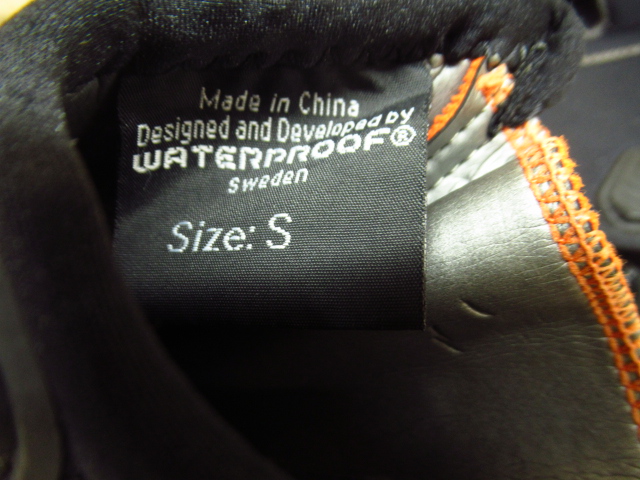 Made in China
Designed and Developed by
WATERPROOF®
Sweden
Size: S